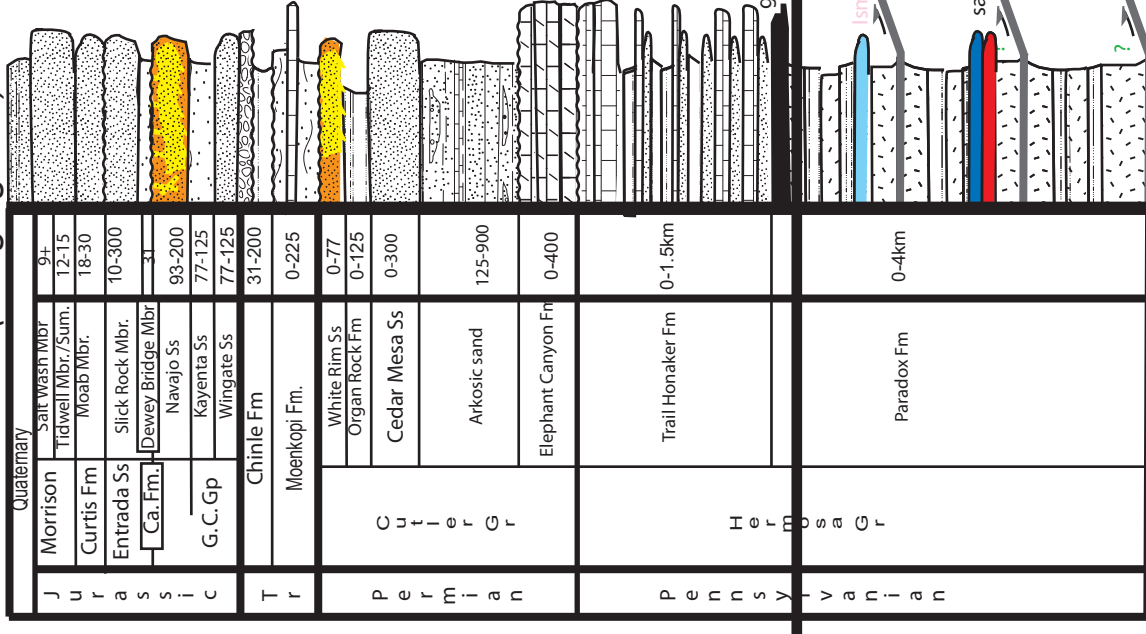 Quaternary
Jurassic
Morrison
Salt Wash Mbr
9+
Tidwell Mbr./Sum.
12-15
Curtis Fm
Moab Mbr.
18-30
Entrada Ss
Slick Rock Mbr.
10-300
Ca. Fm.
Dewey Bridge Mbr
31
G.C. Gp
Navajo Ss
93-200
Kayenta Ss
77-125
Wingate Ss
77-125
Tr
Chinle Fm
31-200
Moenkopi Fm.
0-225
Permian
Cutler Gr
White Rim Ss
0-77
Organ Rock Fm
0-125
Cedar Mesa Ss
0-300
Arkosic sand
125-900
Elephant Canyon Fm
0-400
Pennsylvanian
Hermosa Gr
Trail Honaker Fm
0-1.5km
Paradox Fm
0-4km
Ism
sa
?
?